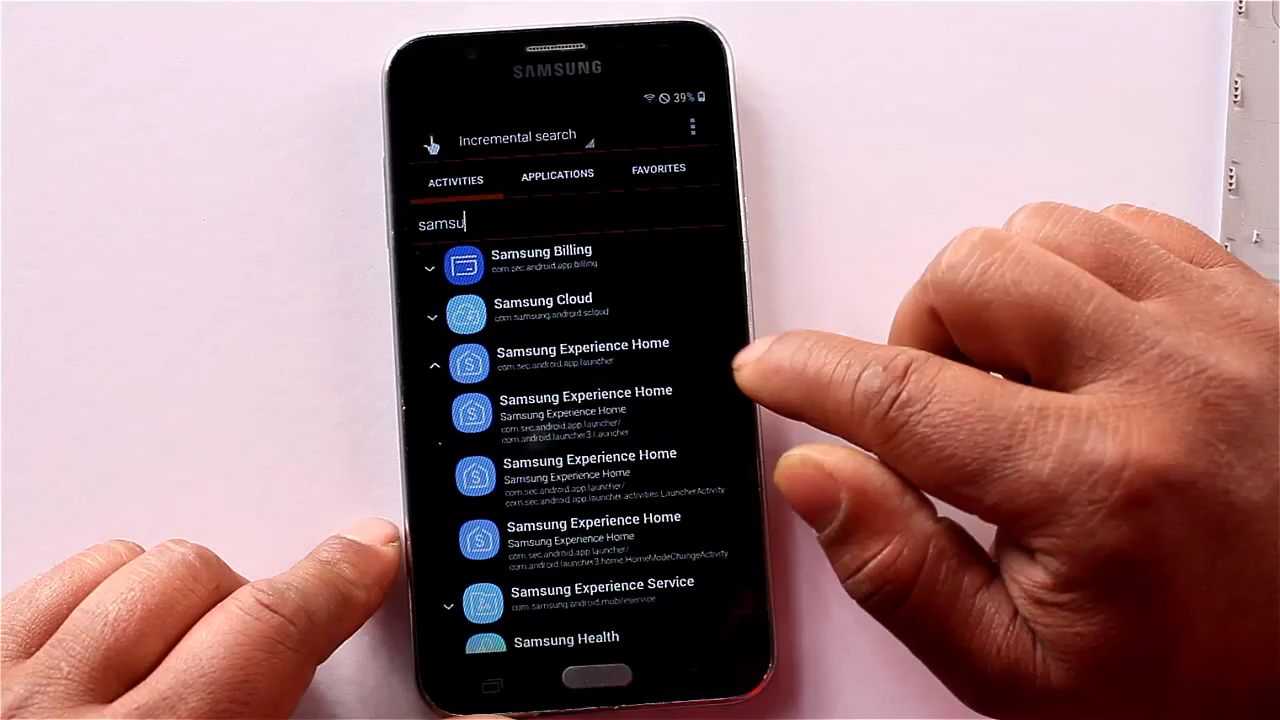 SAMSUNG
39%
Incremental search
ACTIVITIES
APPLICATIONS
FAVORITES
samsu
Samsung Billing
com.sec.android.app.billing
Samsung Cloud
com.samsung.android.scloud
Samsung Experience Home
com.sec.android.app.launcher
Samsung Experience Home
Samsung Experience Home
com.sec.android.app.launcher/
com.android.launcher3.Launcher
Samsung Experience Home
Samsung Experience Home
com.sec.android.app.launcher/
com.sec.android.app.launcher.activities.LauncherActivity
Samsung Experience Home
Samsung Experience Home
com.sec.android.app.launcher/
com.android.launcher3.home.HomeModeChangeActivity
Samsung Experience Service
com.samsung.android.mobileservice
Samsung Health